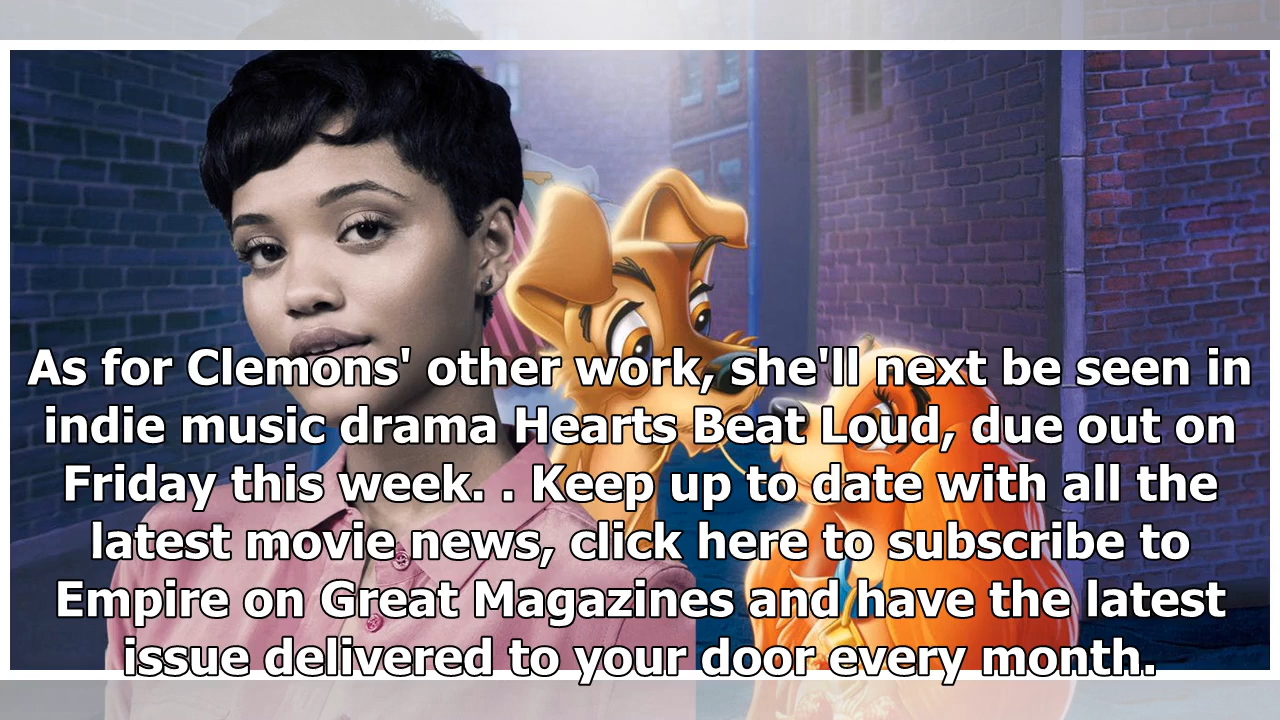 As for Clemons' other work, she'll next be seen in
indie music drama Hearts Beat Loud, due out on
Friday this week. . Keep up to date with all the
latest movie news, click here to subscribe to
Empire on Great Magazines and have the latest
issue delivered to your door every month.